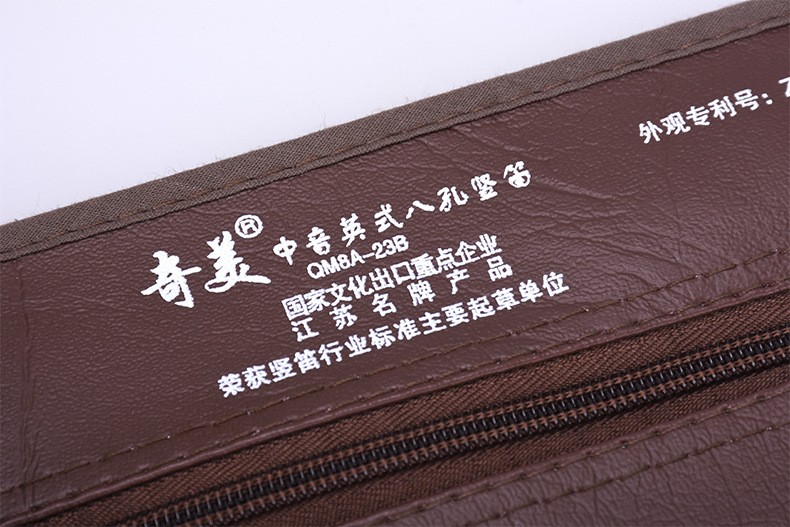 外观专利号：
奇美® 中音英式八孔竖笛
QM8A-23B
国家文化出口重点企业
江苏名牌产品
荣获竖笛行业标准主要起草单位